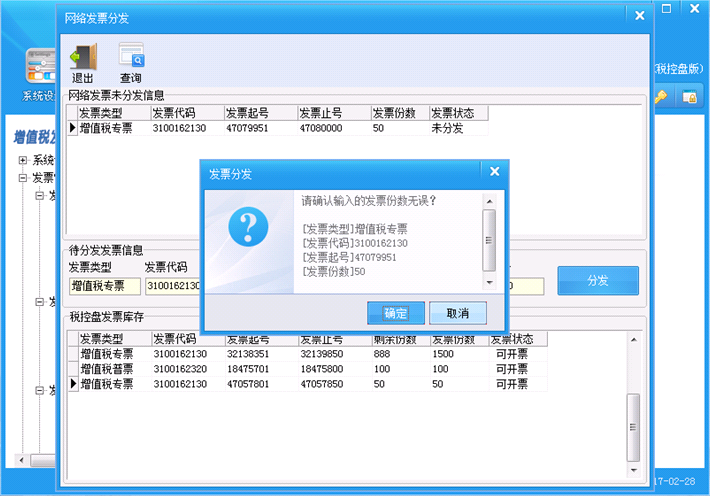 网络发票分发
(税控盘版)
退出 查询
系统设
网络发票未分发信息
发票类型 发票代码 发票起号 发票止号 发票份数 发票状态
增值税专票 3100162130 47079951 47080000 50 未分发
增值税发
系统
发票
发票分发
请确认输入的发票份数无误？
[发票类型]增值税专票
[发票代码]3100162130
[发票起号]47079951
[发票份数]50
确定 取消
待分发发票信息
发票类型 发票代码
增值税专票 3100162130
分发
税控盘发票库存
发票类型 发票代码 发票起号 发票止号 剩余份数 发票份数 发票状态
增值税专票 3100162130 32138351 32139850 888 1500 可开票
增值税普票 3100162320 18475701 18475800 100 100 可开票
增值税专票 3100162130 47057801 47057850 50 50 可开票
17-02-28